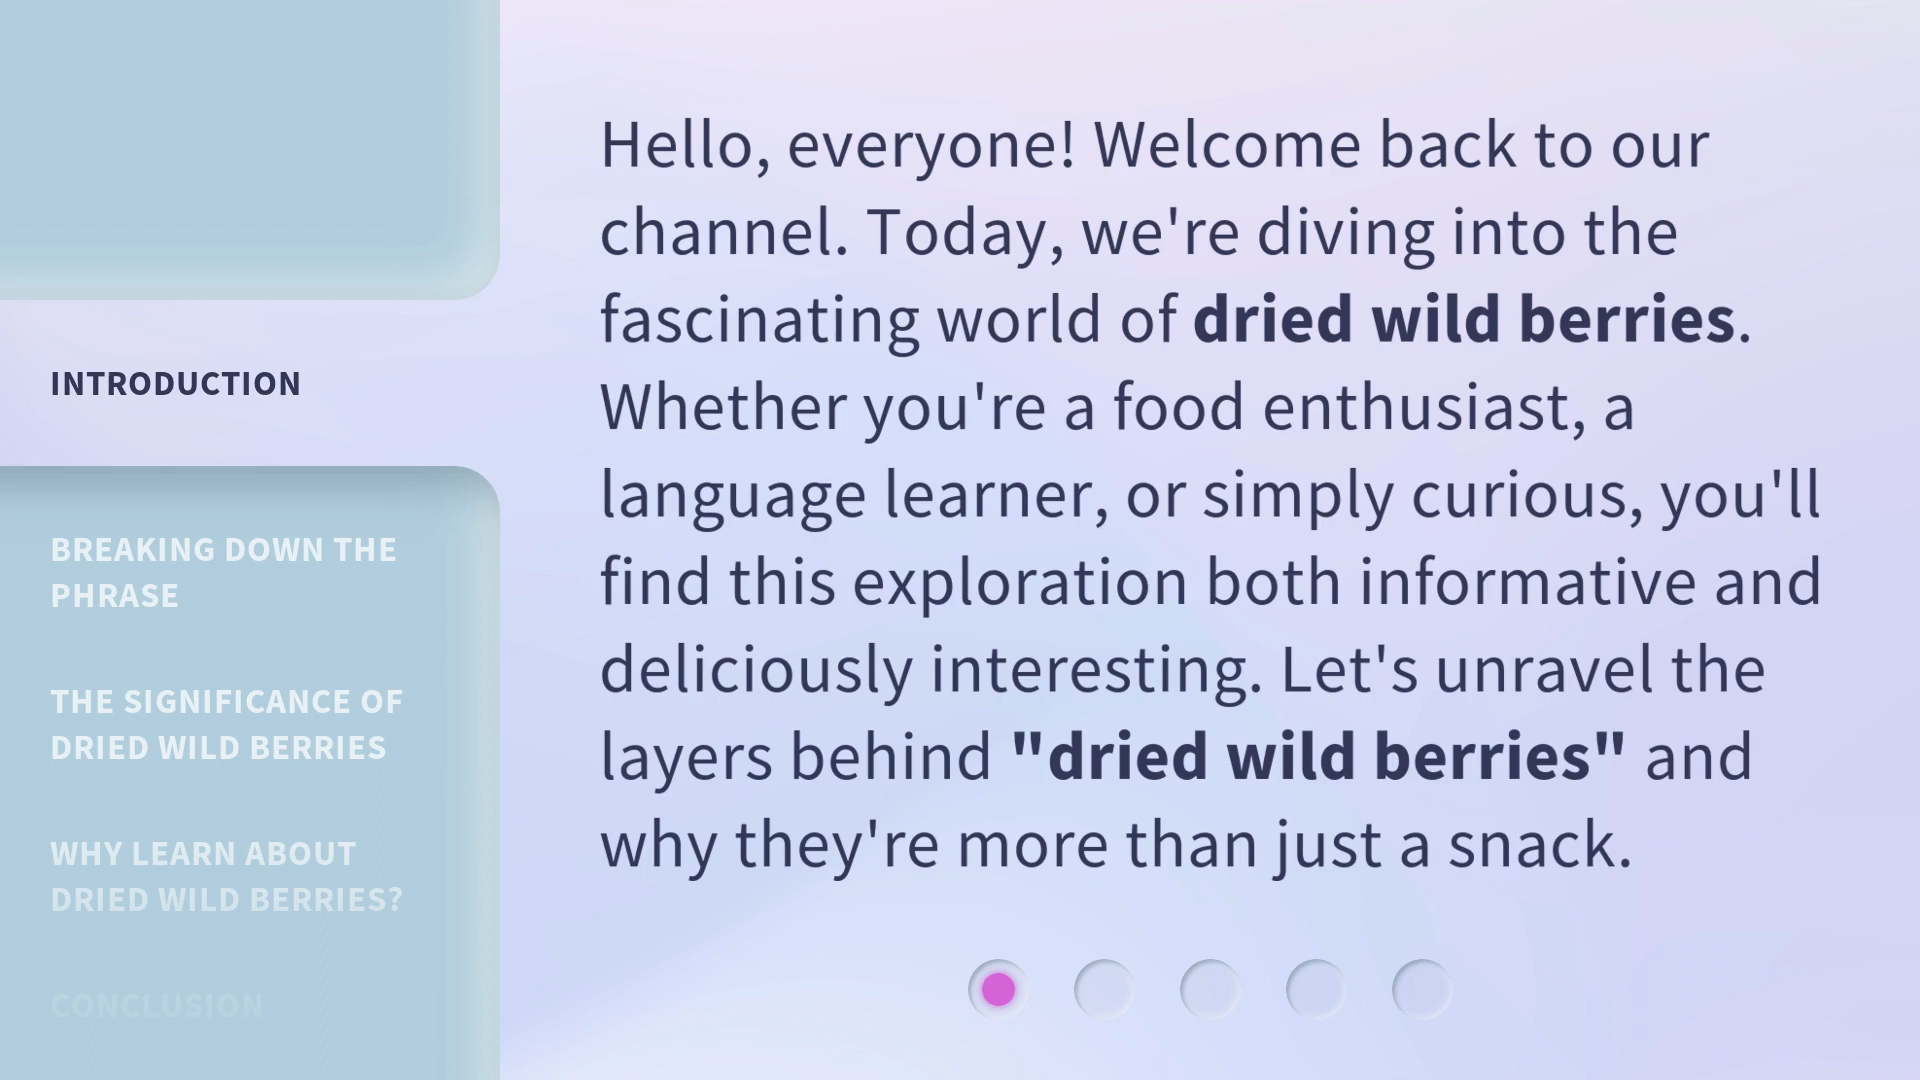 INTRODUCTION
BREAKING DOWN THE
PHRASE
THE SIGNIFICANCE OF
DRIED WILD BERRIES
WHY LEARN ABOUT
DRIED WILD BERRIES?
CONCLUSION
Hello, everyone! Welcome back to our
channel. Today, we're diving into the
fascinating world of dried wild berries.
Whether you're a food enthusiast, a
language learner, or simply curious, you'll
find this exploration both informative and
deliciously interesting. Let's unravel the
layers behind "dried wild berries" and
why they're more than just a snack.